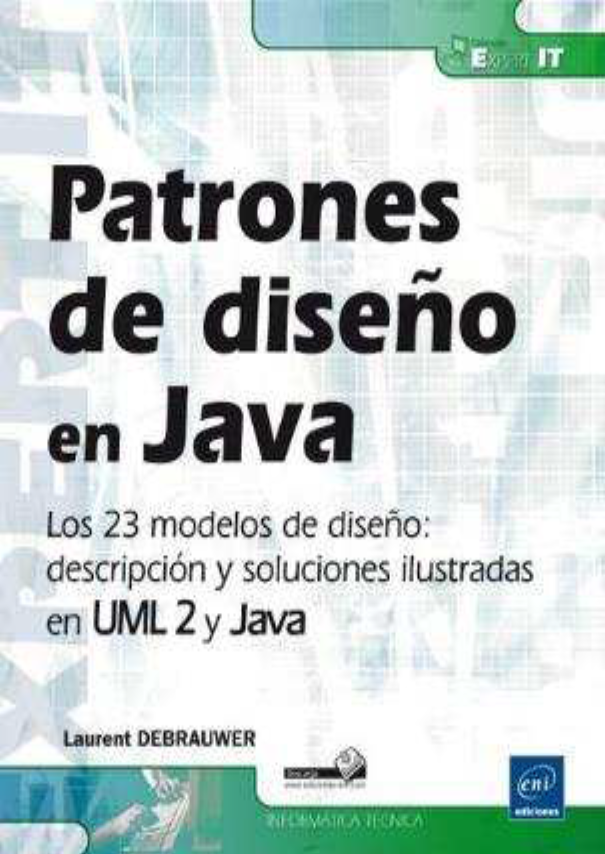 EXPERT IT
Patrones
de diseño
en Java
Los 23 modelos de diseño:
descripción y soluciones ilustradas
en UML 2 y Java
Laurent DEBRAUWER
eni
ediciones
INFORMÁTICA TÉCNICA